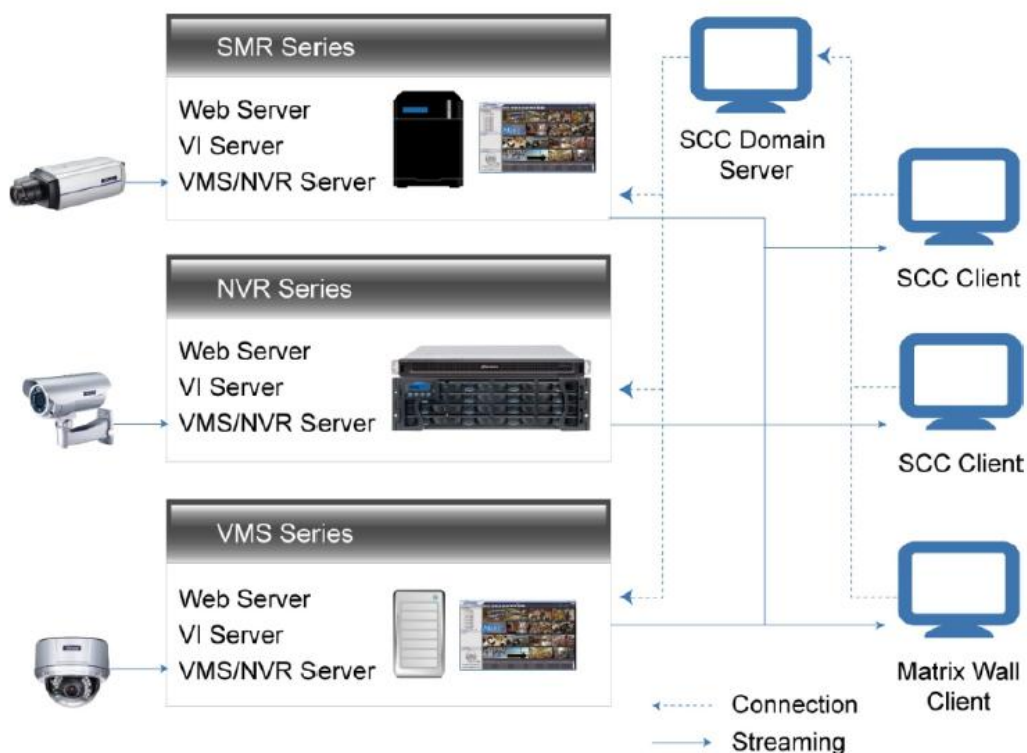 SMR Series
Web Server
VI Server
VMS/NVR Server
SCC Domain
Server
SCC Client
NVR Series
Web Server
VI Server
VMS/NVR Server
SCC Client
VMS Series
Web Server
VI Server
VMS/NVR Server
Matrix Wall
Client
Connection
Streaming